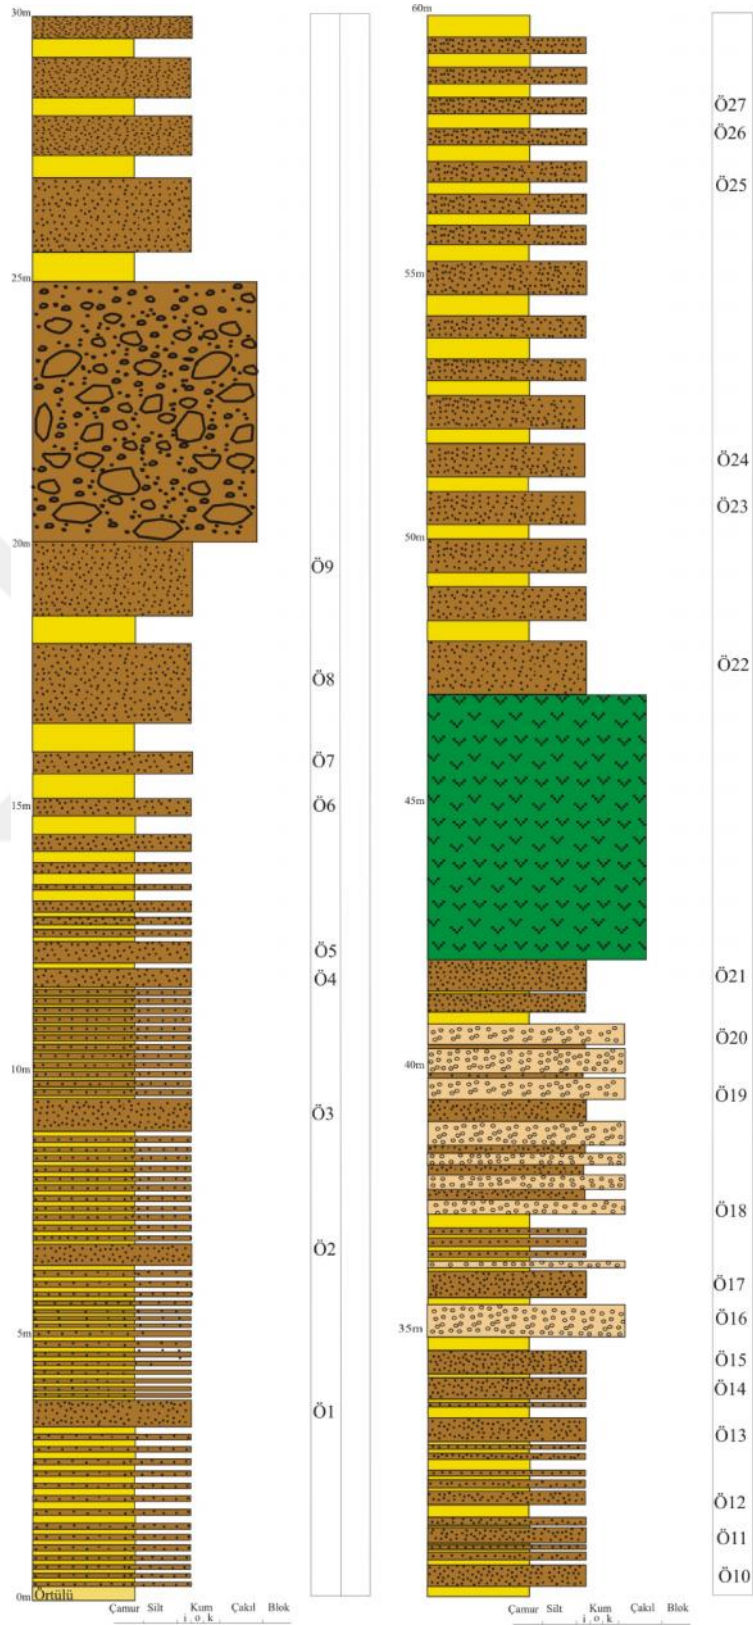 30m
25m
20m
Ö9
Ö8
Ö7
15m
Ö6
Ö5
Ö4
10m
Ö3
Ö2
5m
Ö1
0m
Örtülü
Çamur Silt Kum Çakıl Blok
i . o . k
60m
Ö27
Ö26
Ö25
55m
Ö24
Ö23
50m
Ö22
45m
Ö21
Ö20
40m
Ö19
Ö18
Ö17
Ö16
35m
Ö15
Ö14
Ö13
Ö12
Ö11
Ö10
Çamur Silt Kum Çakıl Blok
i . o . k